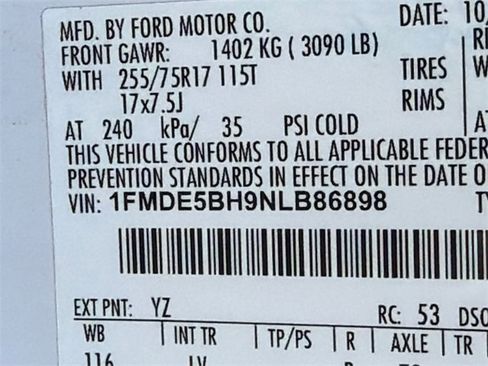 MFD. BY FORD MOTOR CO. DATE: 10/
FRONT GAWR: 1402 KG ( 3090 LB)
WITH 255/75R17 115T TIRES
17x7.5J RIMS
AT 240 kPa/ 35 PSI COLD
THIS VEHICLE CONFORMS TO ALL APPLICABLE FEDER
PREVENTION STANDARDS IN EFFECT ON THE DATE O
VIN: 1FMDE5BH9NLB86898
EXT PNT: YZ RC: 53 DSO
WB | INT TR | TP/PS | R | AXLE | TR
116 LV